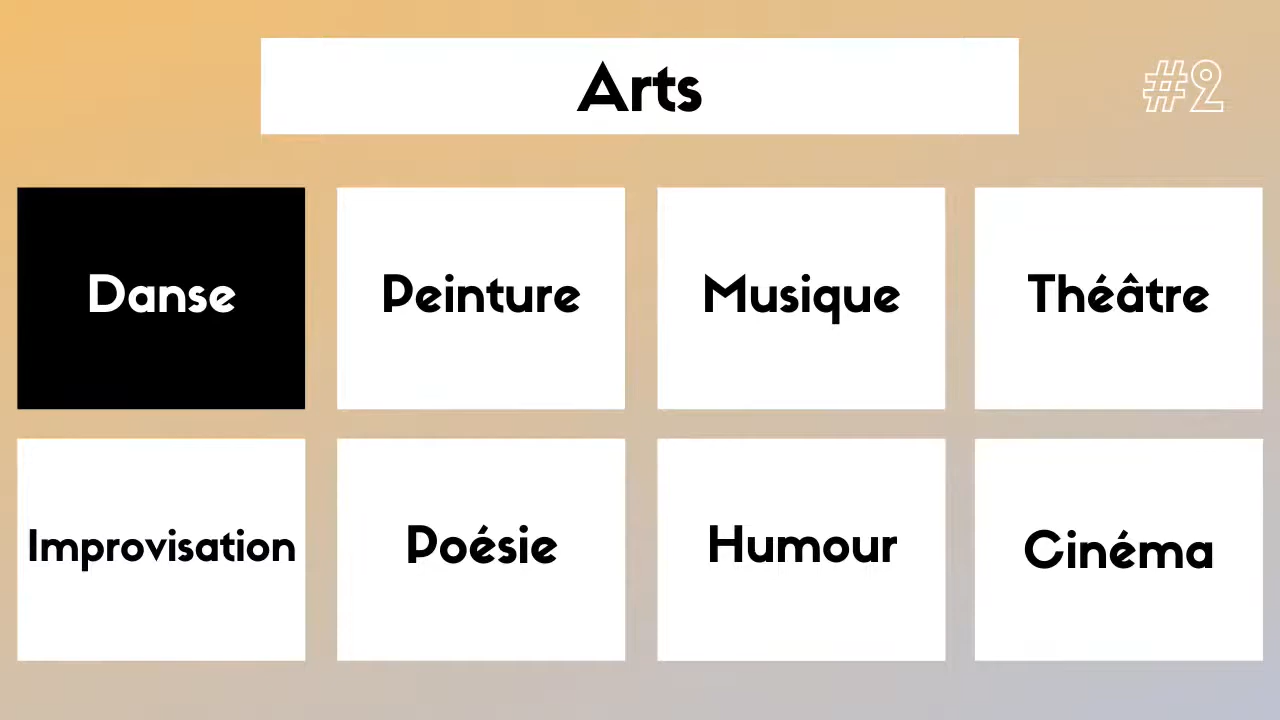 Arts
#2
Danse
Peinture
Musique
Théâtre
Improvisation
Poésie
Humour
Cinéma